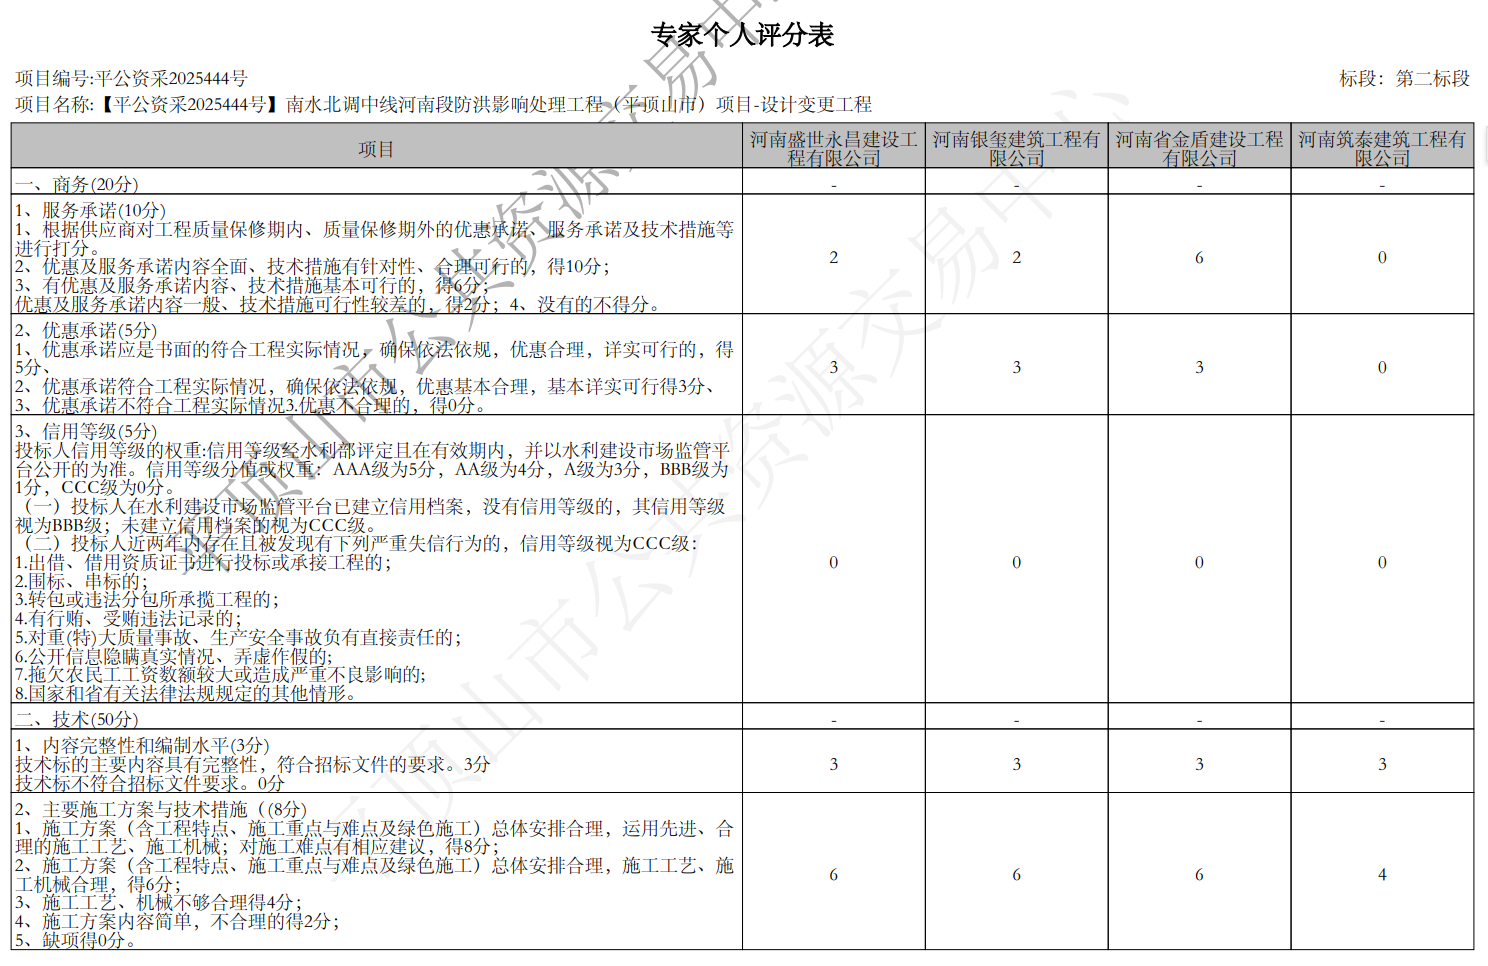 专家个人评分表
项目编号:平公资采2025444号
标段：第二标段
项目名称:【平公资采2025444号】南水北调中线河南段防洪影响处理工程（平顶山市）项目-设计变更工程
项目
河南盛世永昌建设工程有限公司
河南银玺建筑工程有限公司
河南省金盾建设工程有限公司
河南筑泰建筑工程有限公司
一、商务(20分)
- - - -
1、服务承诺(10分)
1、根据供应商对工程质量保修期内、质量保修期外的优惠承诺、服务承诺及技术措施等
进行打分。
2、优惠及服务承诺内容全面、技术措施有针对性、合理可行的，得10分；
3、有优惠及服务承诺内容、技术措施基本可行的，得6分；
优惠及服务承诺内容一般、技术措施可行性较差的，得2分；4、没有的不得分。
2 2 6 0
2、优惠承诺(5分)
1、优惠承诺应是书面的符合工程实际情况，确保依法依规，优惠合理，详实可行的，得
5分、
2、优惠承诺符合工程实际情况，确保依法依规，优惠基本合理，基本详实可行得3分、
3、优惠承诺不符合工程实际情况3.优惠不合理的，得0分。
3 3 3 0
3、信用等级(5分)
投标人信用等级的权重:信用等级经水利部评定且在有效期内，并以水利建设市场监管平
台公开的为准。信用等级分值或权重：AAA级为5分，AA级为4分，A级为3分，BBB级为
1分，CCC级为0分。
（一）投标人在水利建设市场监管平台已建立信用档案，没有信用等级的，其信用等级
视为BBB级；未建立信用档案的视为CCC级。
（二）投标人近两年内存在且被发现有下列严重失信行为的，信用等级视为CCC级：
1.出借、借用资质证书进行投标或承接工程的；
2.围标、串标的；
3.转包或违法分包所承揽工程的；
4.有行贿、受贿违法记录的；
5.对重(特)大质量事故、生产安全事故负有直接责任的；
6.公开信息隐瞒真实情况、弄虚作假的;
7.拖欠农民工工资数额较大或造成严重不良影响的;
8.国家和省有关法律法规规定的其他情形。
0 0 0 0
二、技术(50分)
- - - -
1、内容完整性和编制水平(3分)
技术标的主要内容具有完整性，符合招标文件的要求。3分
技术标不符合招标文件要求。0分
3 3 3 3
2、主要施工方案与技术措施（(8分)
1、施工方案（含工程特点、施工重点与难点及绿色施工）总体安排合理，运用先进、合
理的施工工艺、施工机械；对施工难点有相应建议，得8分；
2、施工方案（含工程特点、施工重点与难点及绿色施工）总体安排合理，施工工艺、施
工机械合理，得6分；
3、施工工艺、机械不够合理得4分；
4、施工方案内容简单，不合理的得2分；
5、缺项得0分。
6 6 6 4
平顶山市公共资源交易中心
平顶山市公共资源交易中心